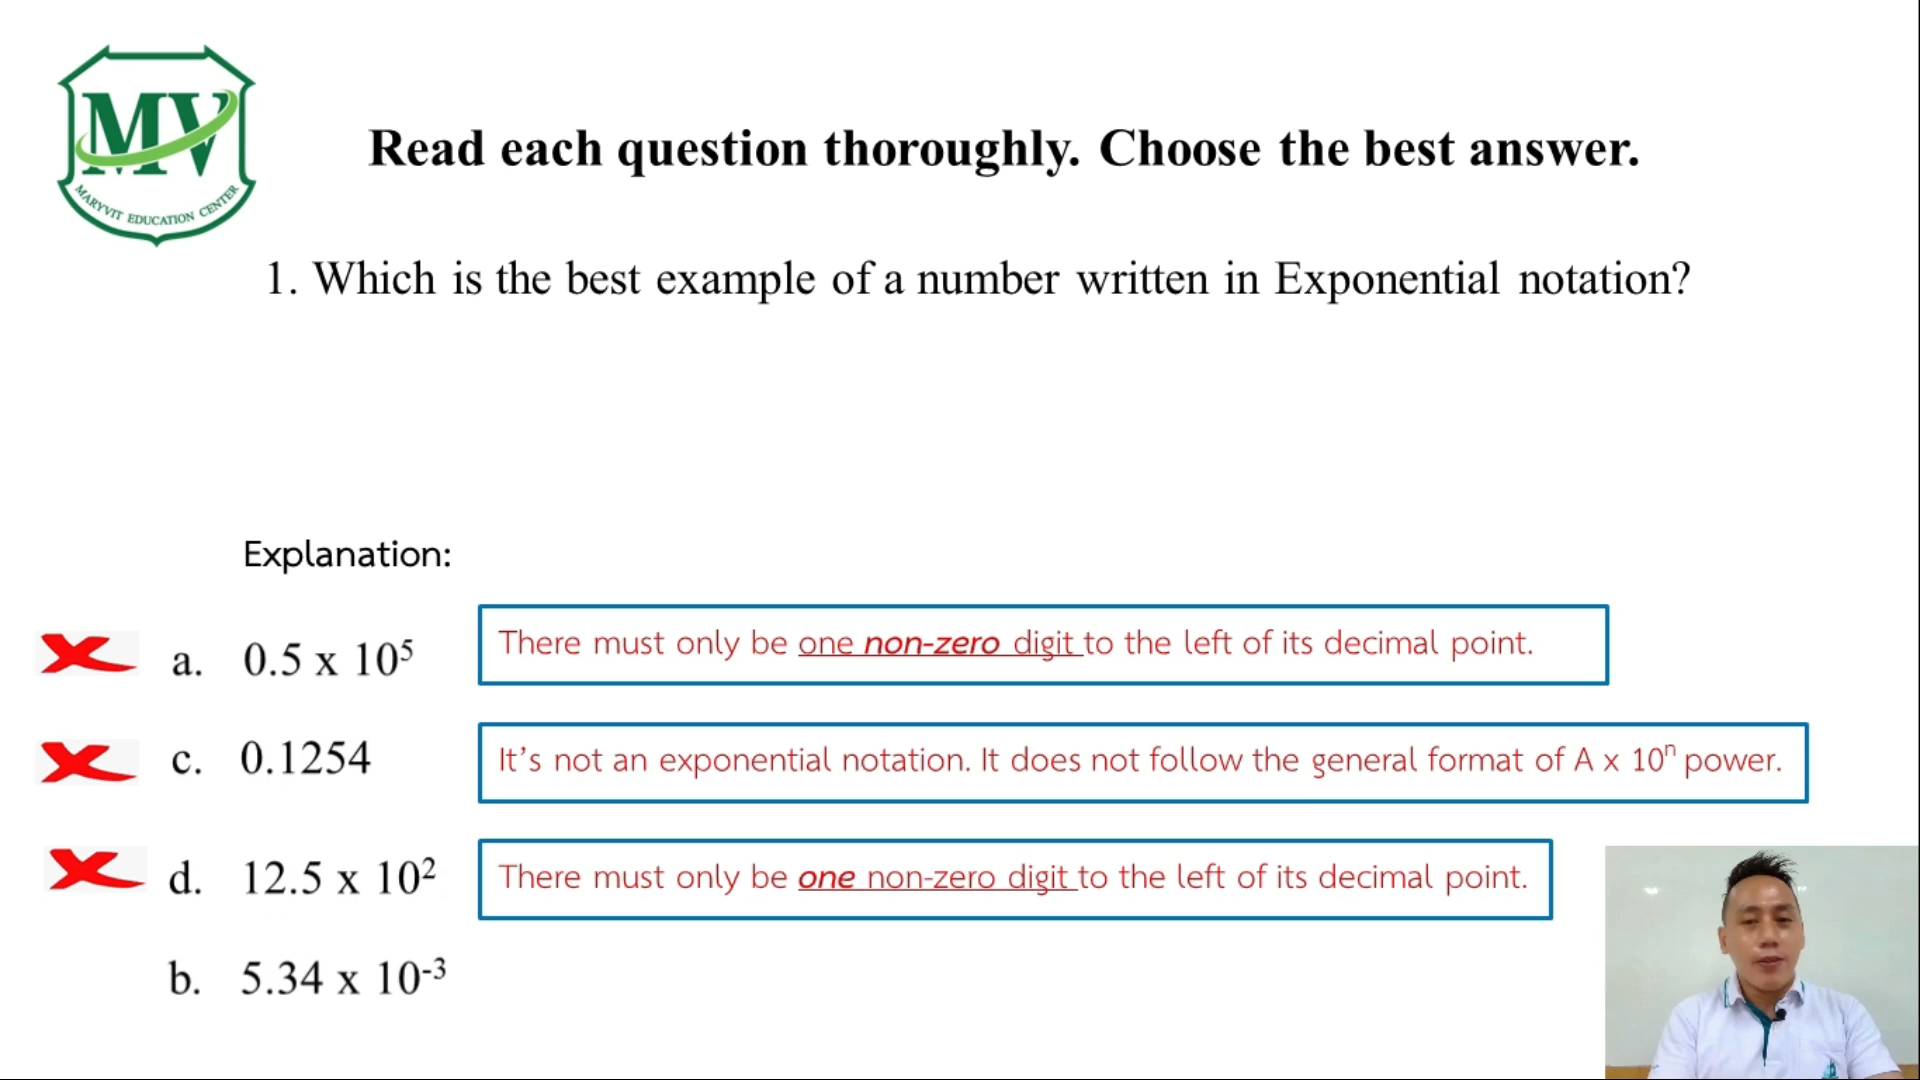 MV
MARYVIT EDUCATION CENTER
Read each question thoroughly. Choose the best answer.
1. Which is the best example of a number written in Exponential notation?
Explanation:
a. 0.5 x 10⁵
There must only be one non-zero digit to the left of its decimal point.
c. 0.1254
It’s not an exponential notation. It does not follow the general format of A x 10ⁿ power.
d. 12.5 x 10²
There must only be one non-zero digit to the left of its decimal point.
b. 5.34 x 10⁻³